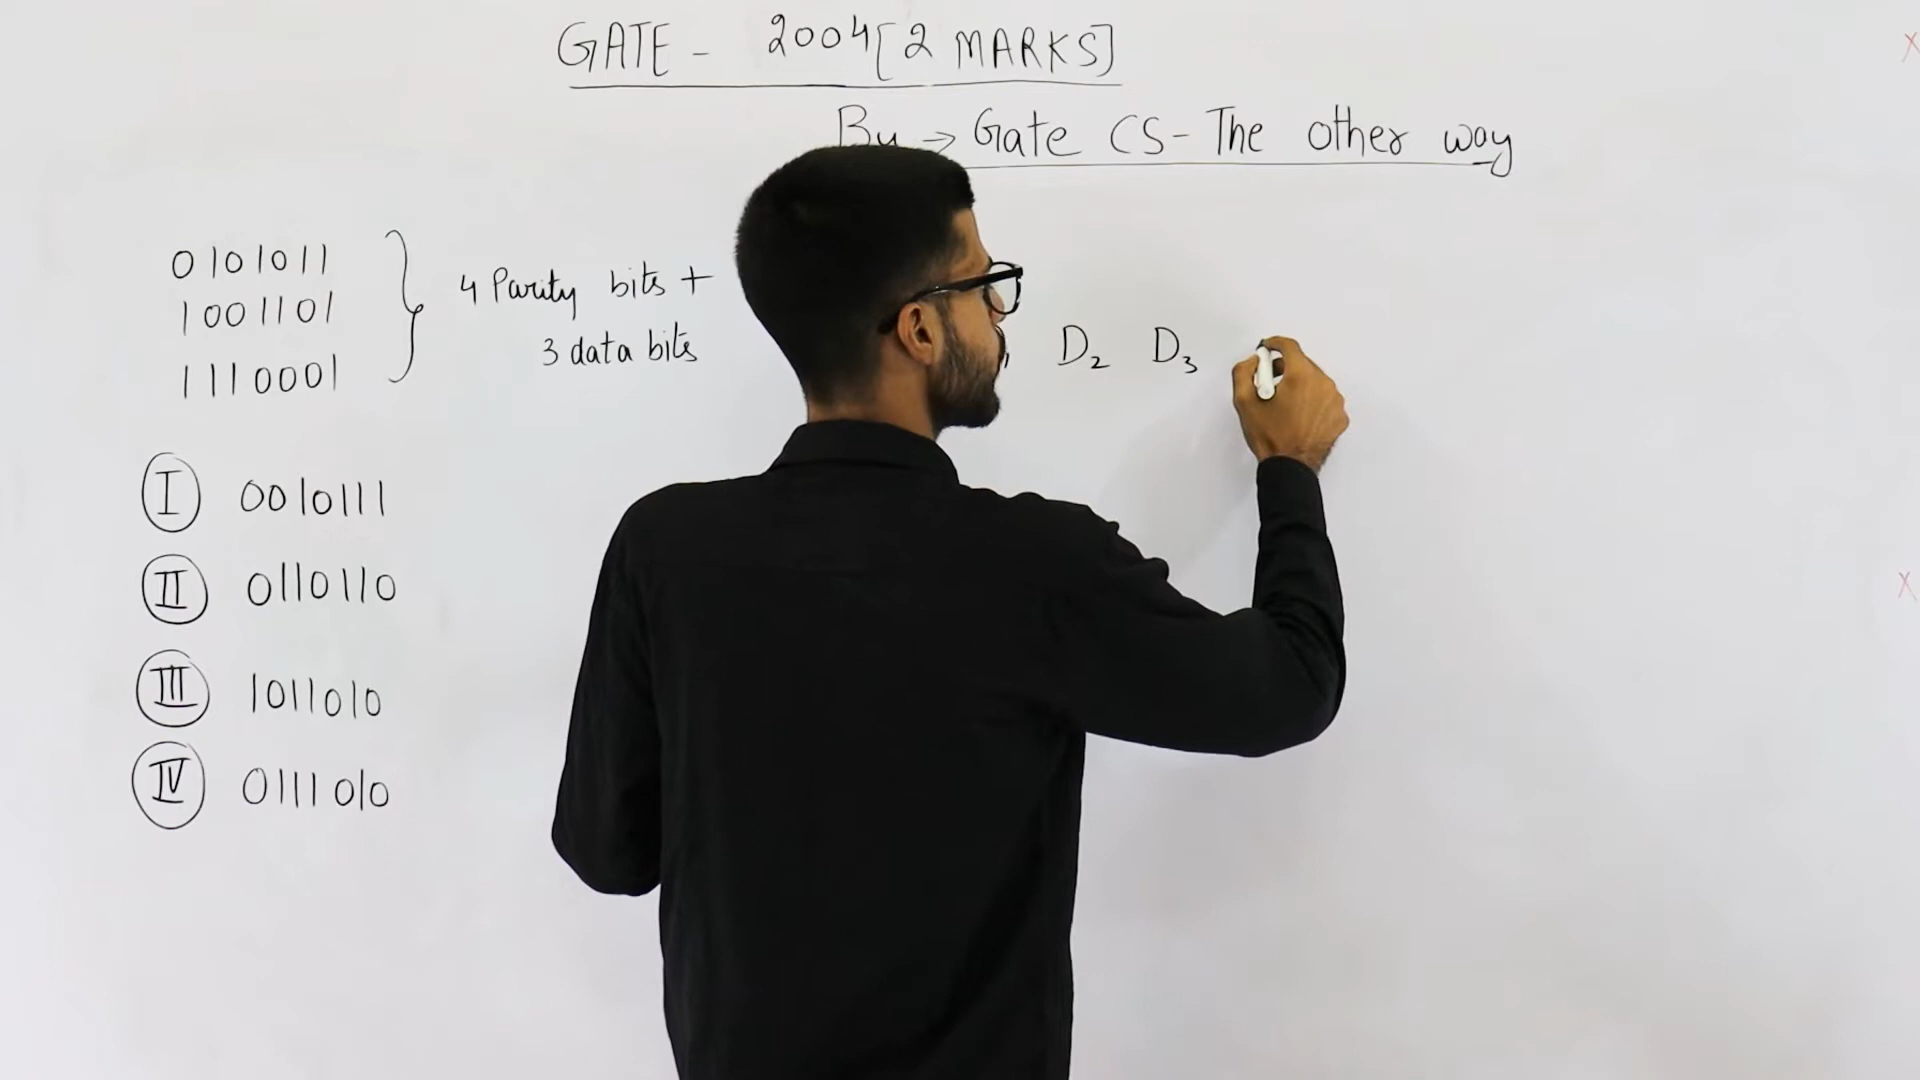 GATE - 2004 [2 MARKS]
By → Gate CS- The other way
0101011
1001101
1110001
4 Parity bits +
3 data bits
D2 D3
I 0010111
II 0110110
III 1011010
IV 0111010